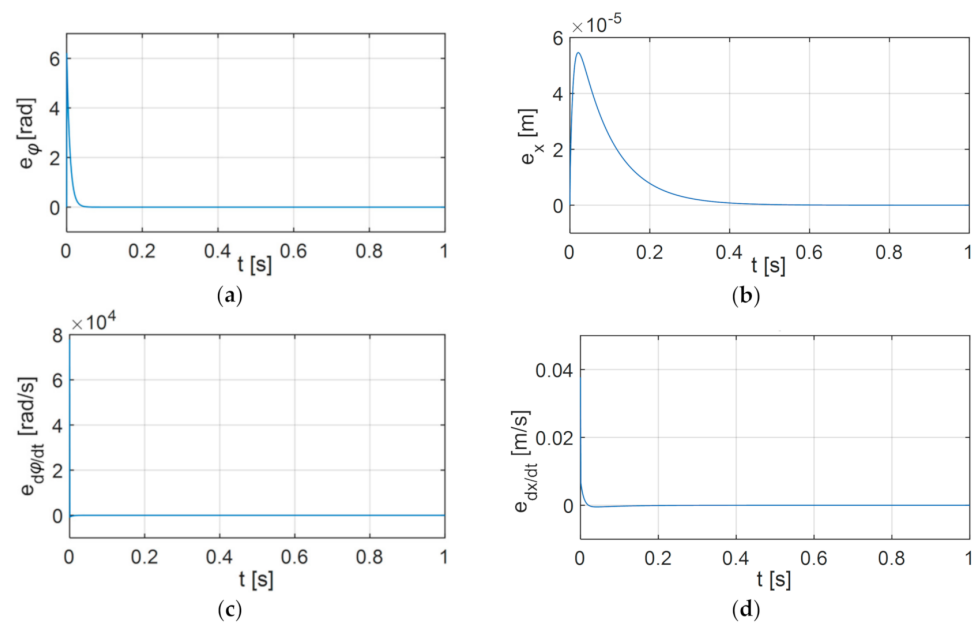 6
4
2
0
e_φ [rad]
0 0.2 0.4 0.6 0.8 1
t [s]
(a)
×10^-5
6
4
2
0
e_x [m]
0 0.2 0.4 0.6 0.8 1
t [s]
(b)
×10^4
8
6
4
2
0
e_dφ/dt [rad/s]
0 0.2 0.4 0.6 0.8 1
t [s]
(c)
0.04
0.02
0
e_dx/dt [m/s]
0 0.2 0.4 0.6 0.8 1
t [s]
(d)